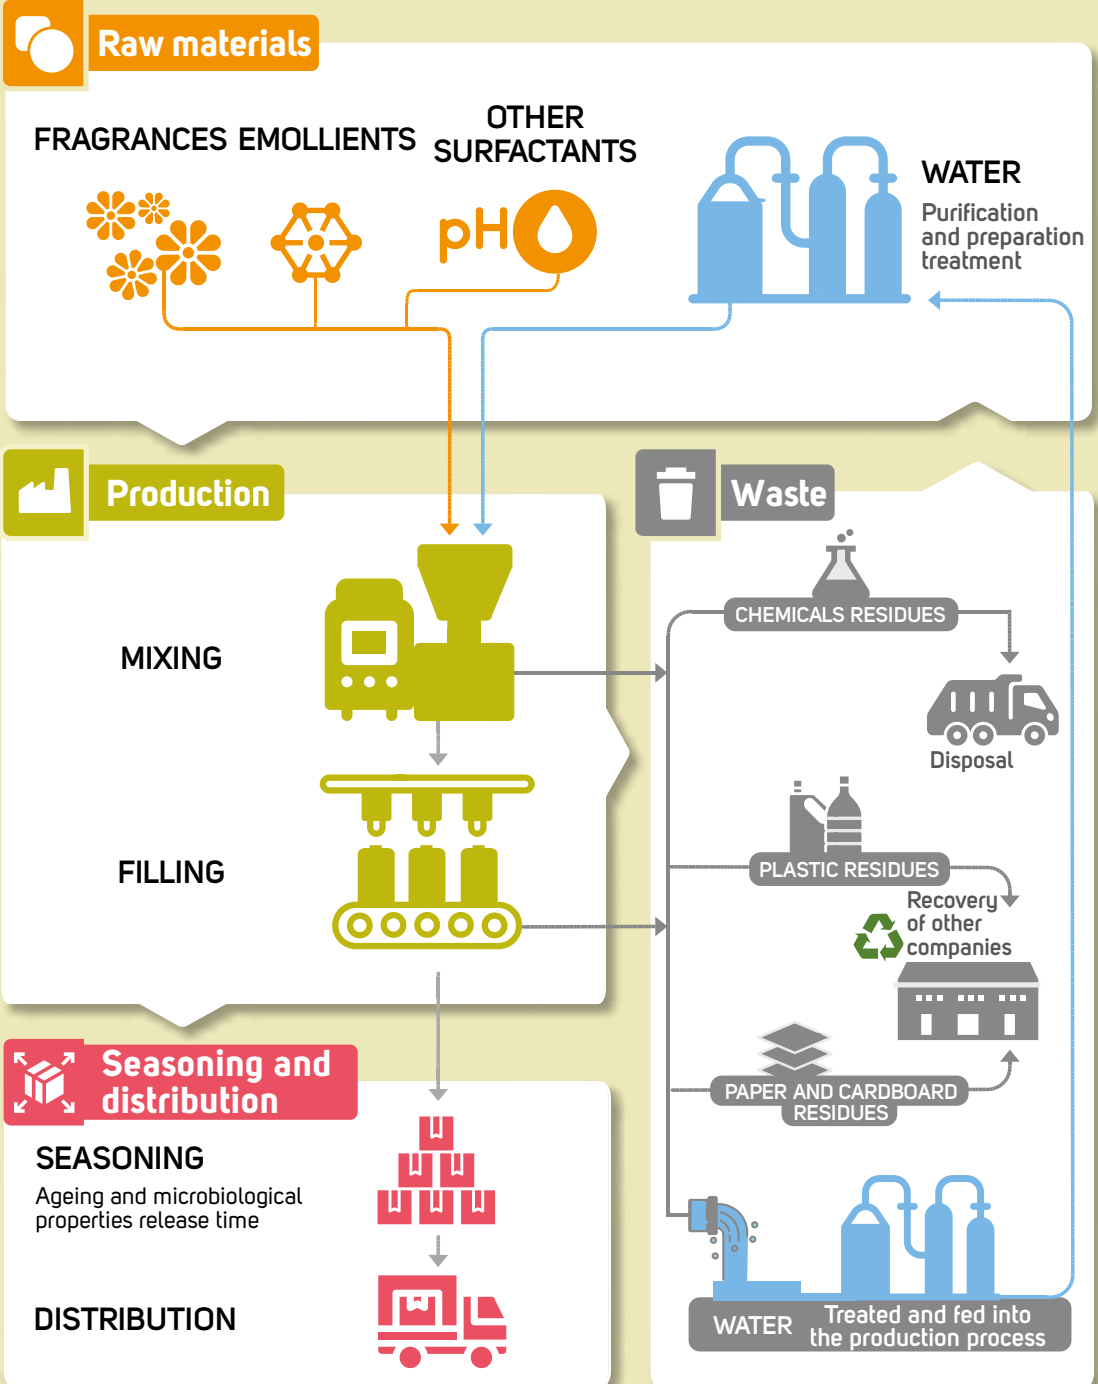 Raw materials
FRAGRANCES
EMOLLIENTS
OTHER
SURFACTANTS
pH
WATER
Purification
and preparation
treatment
Production
MIXING
FILLING
Waste
CHEMICALS RESIDUES
Disposal
PLASTIC RESIDUES
Recovery
of other
companies
PAPER AND CARDBOARD
RESIDUES
WATER
Treated and fed into
the production process
Seasoning and
distribution
SEASONING
Ageing and microbiological
properties release time
DISTRIBUTION